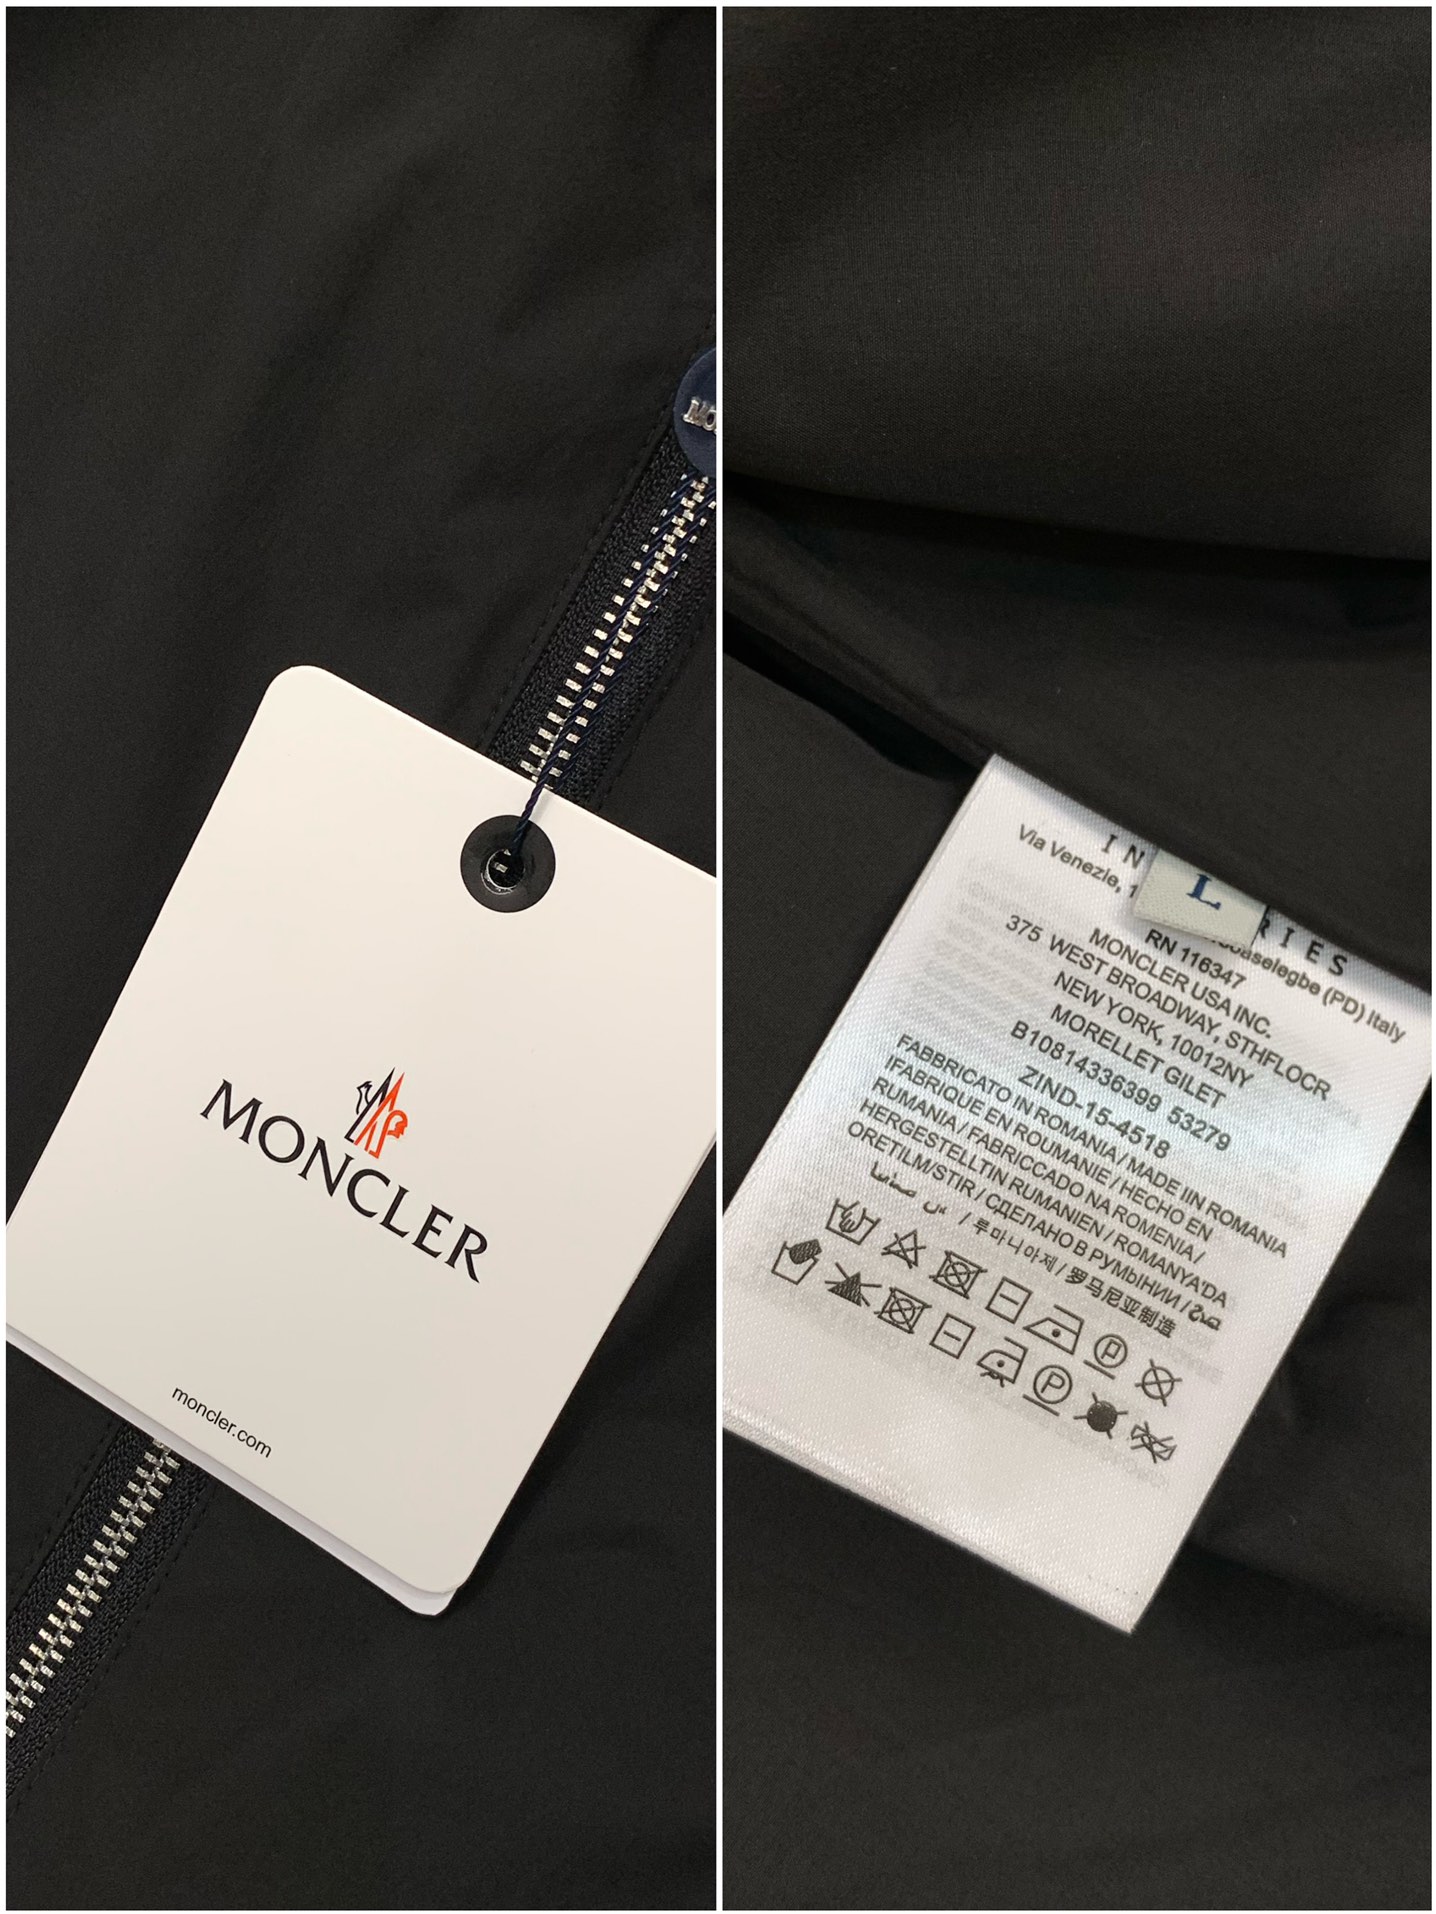 MO
MONCLER
moncler.com
IN
RIES
Via Venezie, 1
oaselegbe (PD) Italy
L
RN 116347
MONCLER USA INC.
375 WEST BROADWAY, STHFLOCR
NEW YORK, 10012NY
MORELLET GILET
B10814336399 53279
ZIND-15-4518
FABBRICATO IN ROMANIA / MADE IIN ROMANIA
IFABRIQUE EN ROUMANIE / HECHO EN
RUMANIA / FABRICCADO NA ROMENIA /
HERGESTELLTIN RUMANIEN / ROMANYA'DA
ORETILM/STIR / СДЕЛАНО В РУМЫНИИ /
/ 루마니아제 / 罗马尼亚制造
P
P